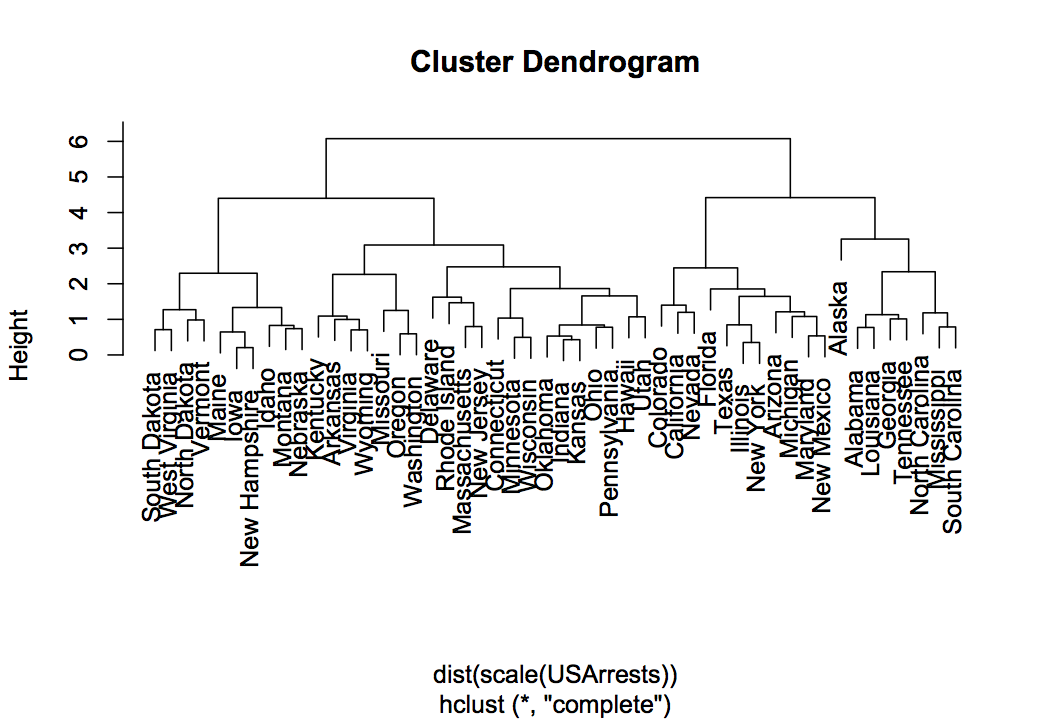 Cluster Dendrogram
Height
6
5
4
3
2
1
0
South Dakota
West Virginia
North Dakota
Vermont
Maine
Iowa
New Hampshire
Idaho
Montana
Nebraska
Kentucky
Arkansas
Virginia
Wyoming
Missouri
Oregon
Washington
Delaware
Rhode Island
Massachusetts
New Jersey
Connecticut
Minnesota
Wisconsin
Oklahoma
Indiana
Kansas
Ohio
Pennsylvania
Hawaii
Utah
Colorado
California
Nevada
Florida
Texas
Illinois
New York
Arizona
Michigan
Maryland
New Mexico
Alaska
Alabama
Louisiana
Georgia
Tennessee
North Carolina
Mississippi
South Carolina
dist(scale(USArrests))
hclust (*, "complete")